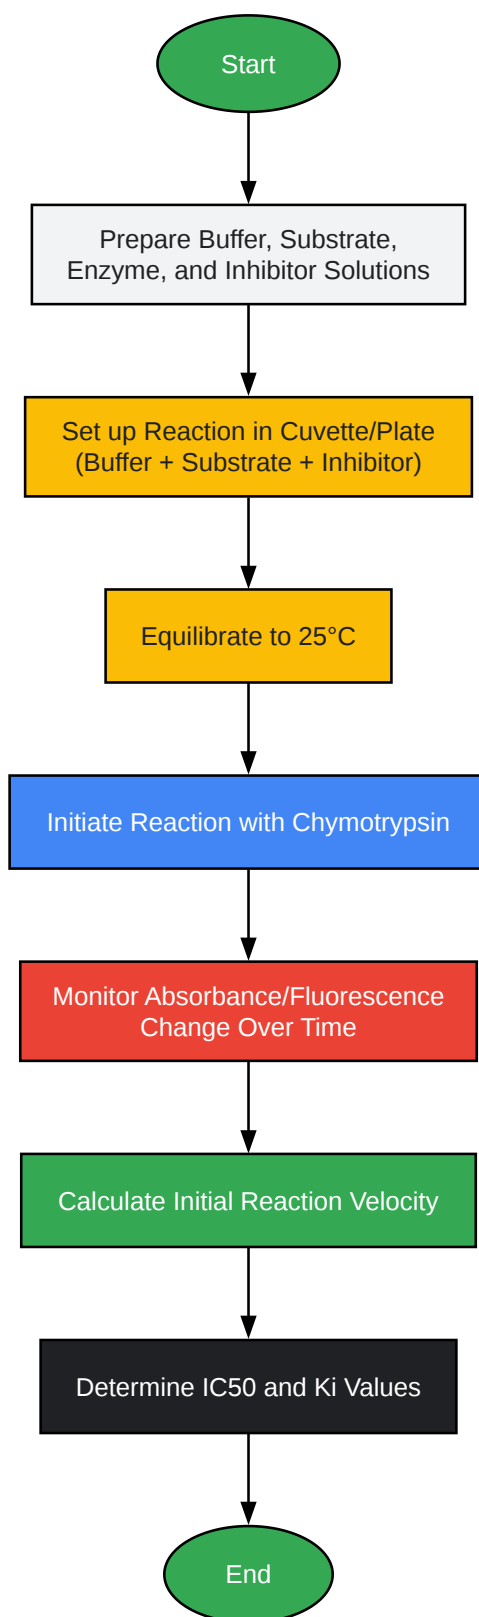 Start
Prepare Buffer, Substrate,
Enzyme, and Inhibitor Solutions
Set up Reaction in Cuvette/Plate
(Buffer + Substrate + Inhibitor)
Equilibrate to 25°C
Initiate Reaction with Chymotrypsin
Monitor Absorbance/Fluorescence
Change Over Time
Calculate Initial Reaction Velocity
Determine IC50 and Ki Values
End